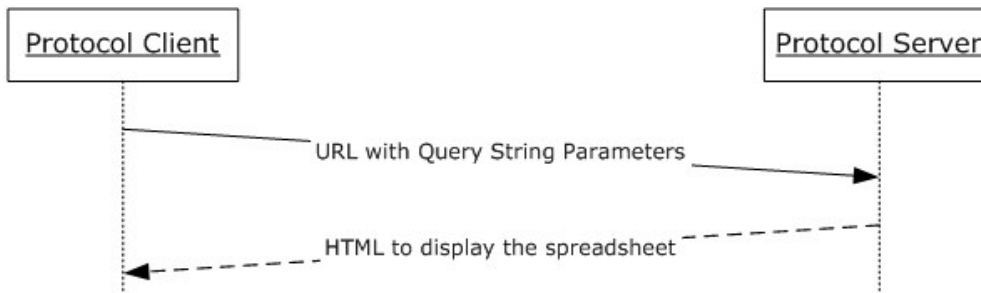 Protocol Client
Protocol Server
URL with Query String Parameters
HTML to display the spreadsheet